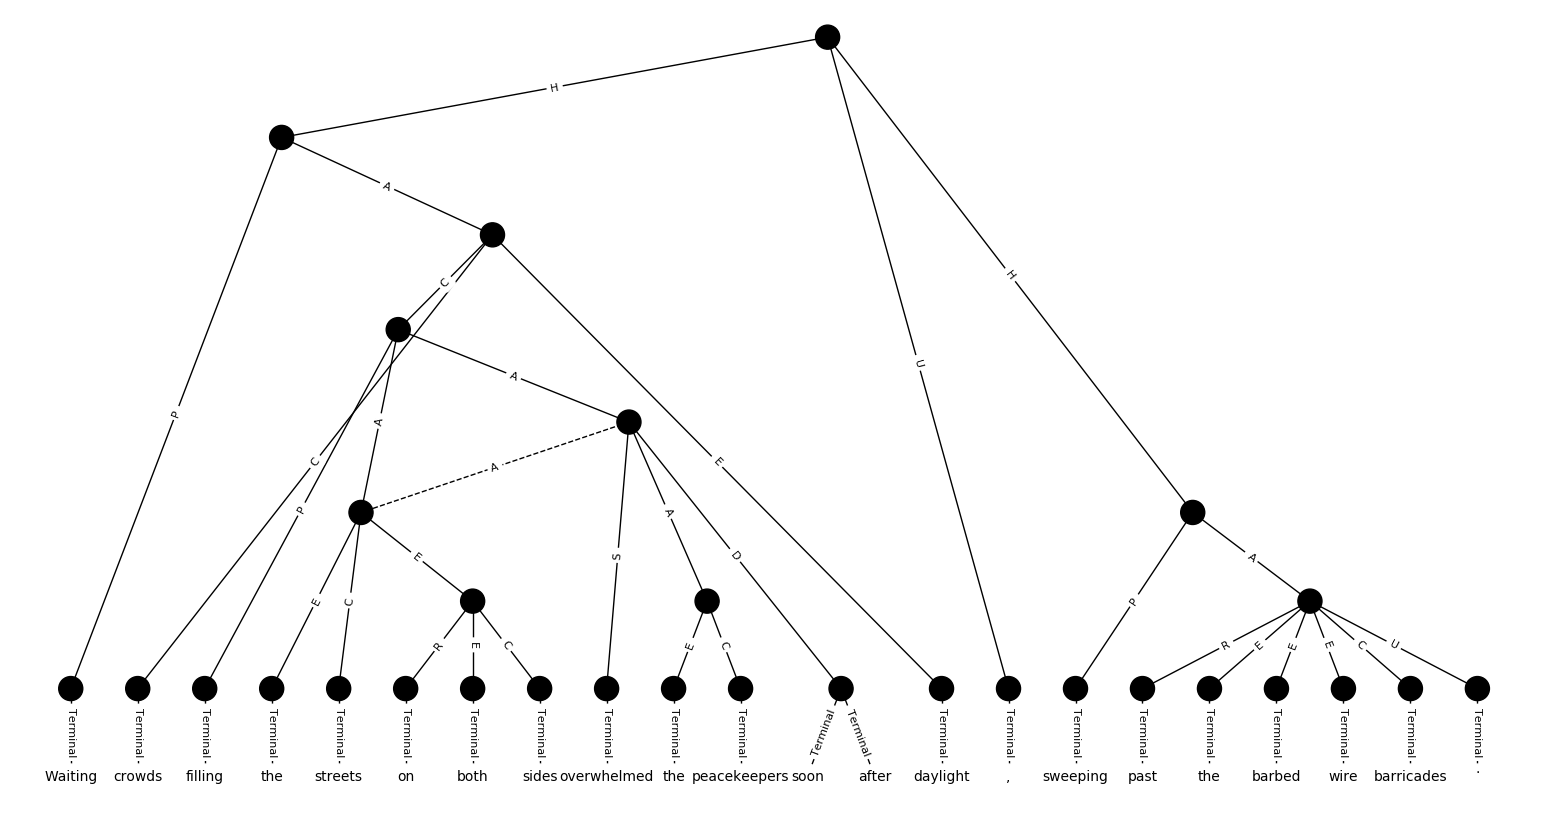 H
A
C
H
A
U
A
P
C
E
A
P
A
S
D
A
E
E
C
P
R
E
C
E
C
R
E
E
E
C
U
Terminal Terminal Terminal Terminal Terminal Terminal Terminal Terminal Terminal Terminal Terminal Terminal Terminal Terminal Terminal Terminal Terminal Terminal Terminal Terminal Terminal Terminal
Waiting crowds filling the streets on both sides overwhelmed the peacekeepers soon after daylight , sweeping past the barbed wire barricades .